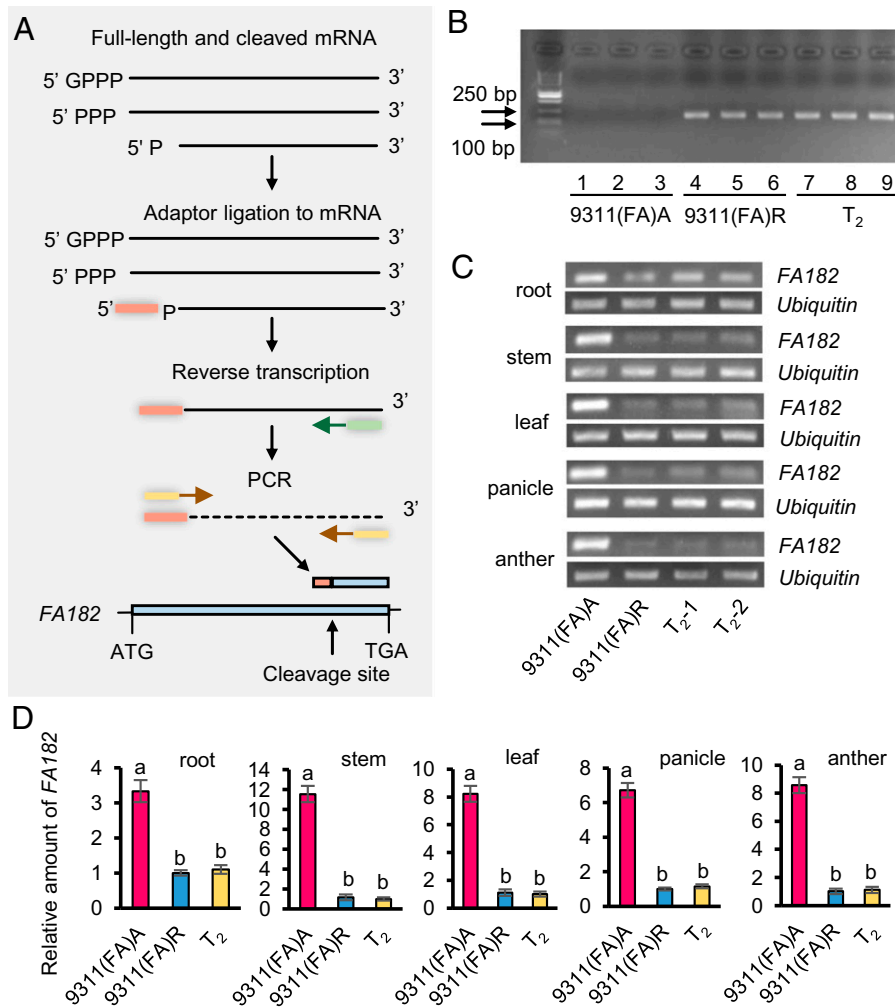 A
Full-length and cleaved mRNA
5' GPPP 3'
5' PPP 3'
5' P 3'
Adaptor ligation to mRNA
5' GPPP 3'
5' PPP 3'
5' P 3'
Reverse transcription
3'
PCR
3'
FA182
ATG TGA
Cleavage site
B
250 bp
100 bp
1 2 3 4 5 6 7 8 9
9311(FA)A 9311(FA)R T2
C
root FA182
Ubiquitin
stem FA182
Ubiquitin
leaf FA182
Ubiquitin
panicle FA182
Ubiquitin
anther FA182
Ubiquitin
9311(FA)A 9311(FA)R T2-1 T2-2
D
Relative amount of FA182
root
4
3
2
1
0
a b b
9311(FA)A 9311(FA)R T2
stem
14
12
10
8
6
4
2
0
a b b
9311(FA)A 9311(FA)R T2
leaf
10
8
6
4
2
0
a b b
9311(FA)A 9311(FA)R T2
panicle
8
6
4
2
0
a b b
9311(FA)A 9311(FA)R T2
anther
10
8
6
4
2
0
a b b
9311(FA)A 9311(FA)R T2